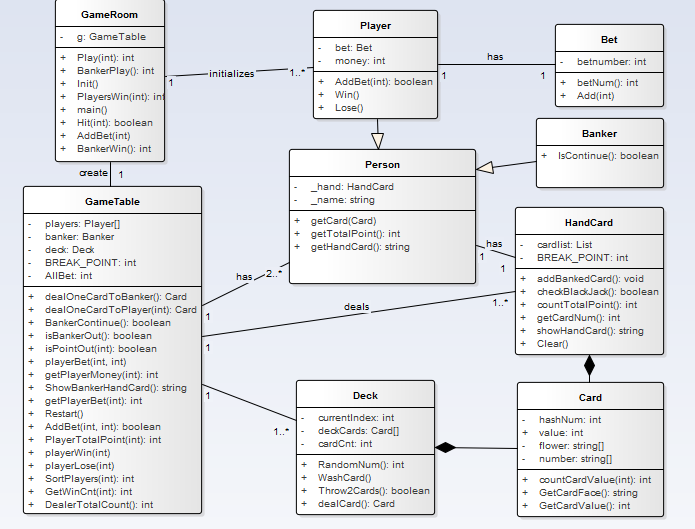 GameRoom
- g: GameTable
+ Play(int): int
+ BankerPlay(): int
+ Init()
+ PlayersWin(int): int
+ main()
+ Hit(int): boolean
+ AddBet(int)
+ BankerWin(): int
1
initializes
1..*
Player
- bet: Bet
- money: int
+ AddBet(int): boolean
+ Win()
+ Lose()
has
1
1
Bet
- betnumber: int
+ betNum(): int
+ Add(int)
Banker
+ IsContinue(): boolean
Person
- _hand: HandCard
- _name: string
+ getCard(Card)
+ getTotalPoint(): int
+ getHandCard(): string
create
1
GameTable
- players: Player[]
- banker: Banker
- deck: Deck
- BREAK_POINT: int
- AllBet: int
+ dealOneCardToBanker(): Card
+ dealOneCardToPlayer(int): Card
+ BankerContinue(): boolean
+ isBankerOut(): boolean
+ isPointOut(int): boolean
+ playerBet(int, int)
+ getPlayerMoney(int): int
+ ShowBankerHandCard(): string
+ getPlayerBet(int): int
+ Restart()
+ AddBet(int, int): boolean
+ PlayerTotalPoint(int): int
+ playerWin(int)
+ playerLose(int)
+ SortPlayers(int): int
+ GetWinCnt(int): int
+ DealerTotalCount(): int
has
2..*
1
has
1
1
HandCard
- cardlist: List
- BREAK_POINT: int
+ addBankedCard(): void
+ checkBlackJack(): boolean
+ countTotalPoint(): int
+ getCardNum(): int
+ showHandCard(): string
+ Clear()
deals
1..*
1
1
1..*
Deck
- currentIndex: int
- deckCards: Card[]
- cardCnt: int
+ RandomNum(): int
+ WashCard()
+ Throw2Cards(): boolean
+ dealCard(): Card
Card
- hashNum: int
+ value: int
- flower: string[]
- number: string[]
+ countCardValue(int): int
+ GetCardFace(): string
+ GetCardValue(): int